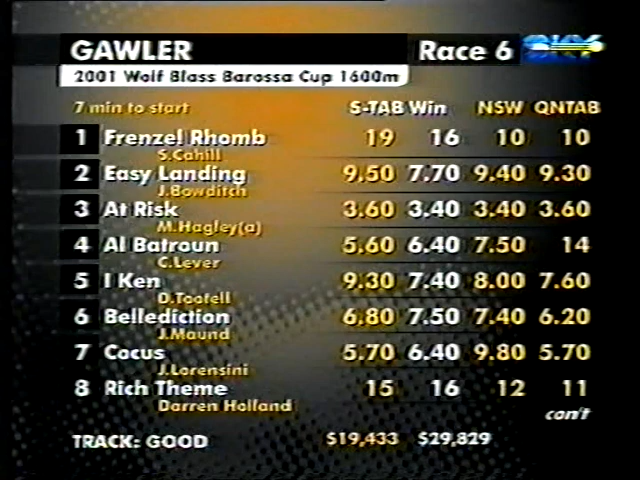 GAWLER Race 6 SKY
2001 Wolf Blass Barossa Cup 1600m
7 min to start S-TAB Win NSW QNTAB
1 Frenzel Rhomb 19 16 10 10
S.Cahill
2 Easy Landing 9.50 7.70 9.40 9.30
J.Bowditch
3 At Risk 3.60 3.40 3.40 3.60
M.Hagley(a)
4 Al Batroun 5.60 6.40 7.50 14
C.Lever
5 I Ken 9.30 7.40 8.00 7.60
D.Tootell
6 Bellediction 6.80 7.50 7.40 6.20
J.Maund
7 Cocus 5.70 6.40 9.80 5.70
J.Lorensini
8 Rich Theme 15 16 12 11
Darren Holland
con't
TRACK: GOOD $19,433 $29,829